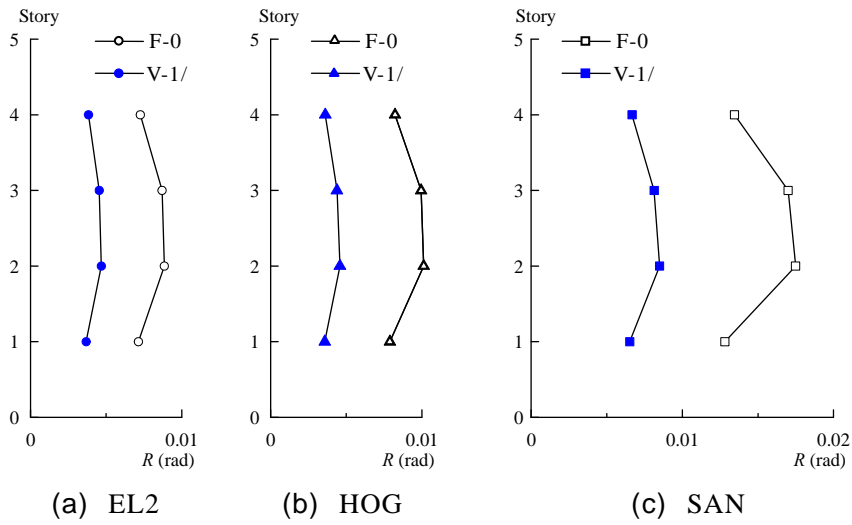 Story Story Story
5 5 5
F-0 F-0 F-0
V-1/ V-1/ V-1/
4 4 4
3 3 3
2 2 2
1 1 1
0 0 0
0 0.01 0 0.01 0 0.01 0.02
R (rad) R (rad) R (rad)
(a) EL2 (b) HOG (c) SAN